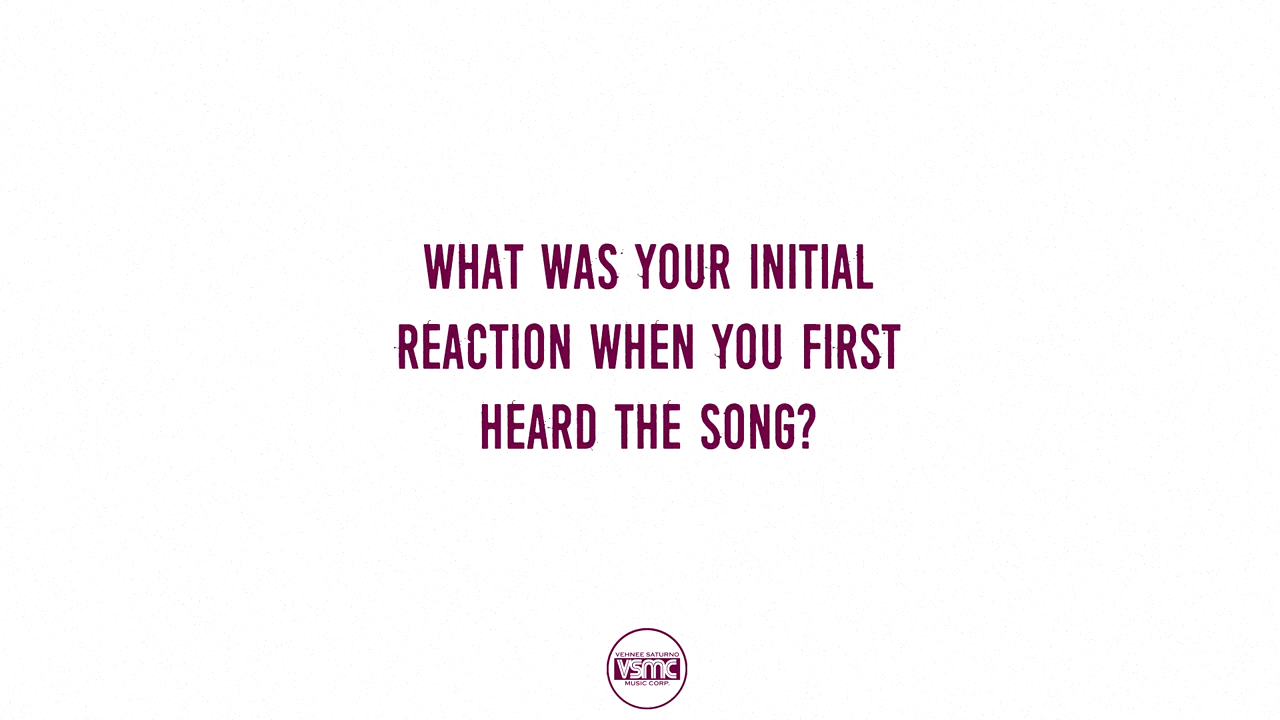 WHAT WAS YOUR INITIAL
REACTION WHEN YOU FIRST
HEARD THE SONG?
VEHNEE SATURNO
VSMC
MUSIC CORP.